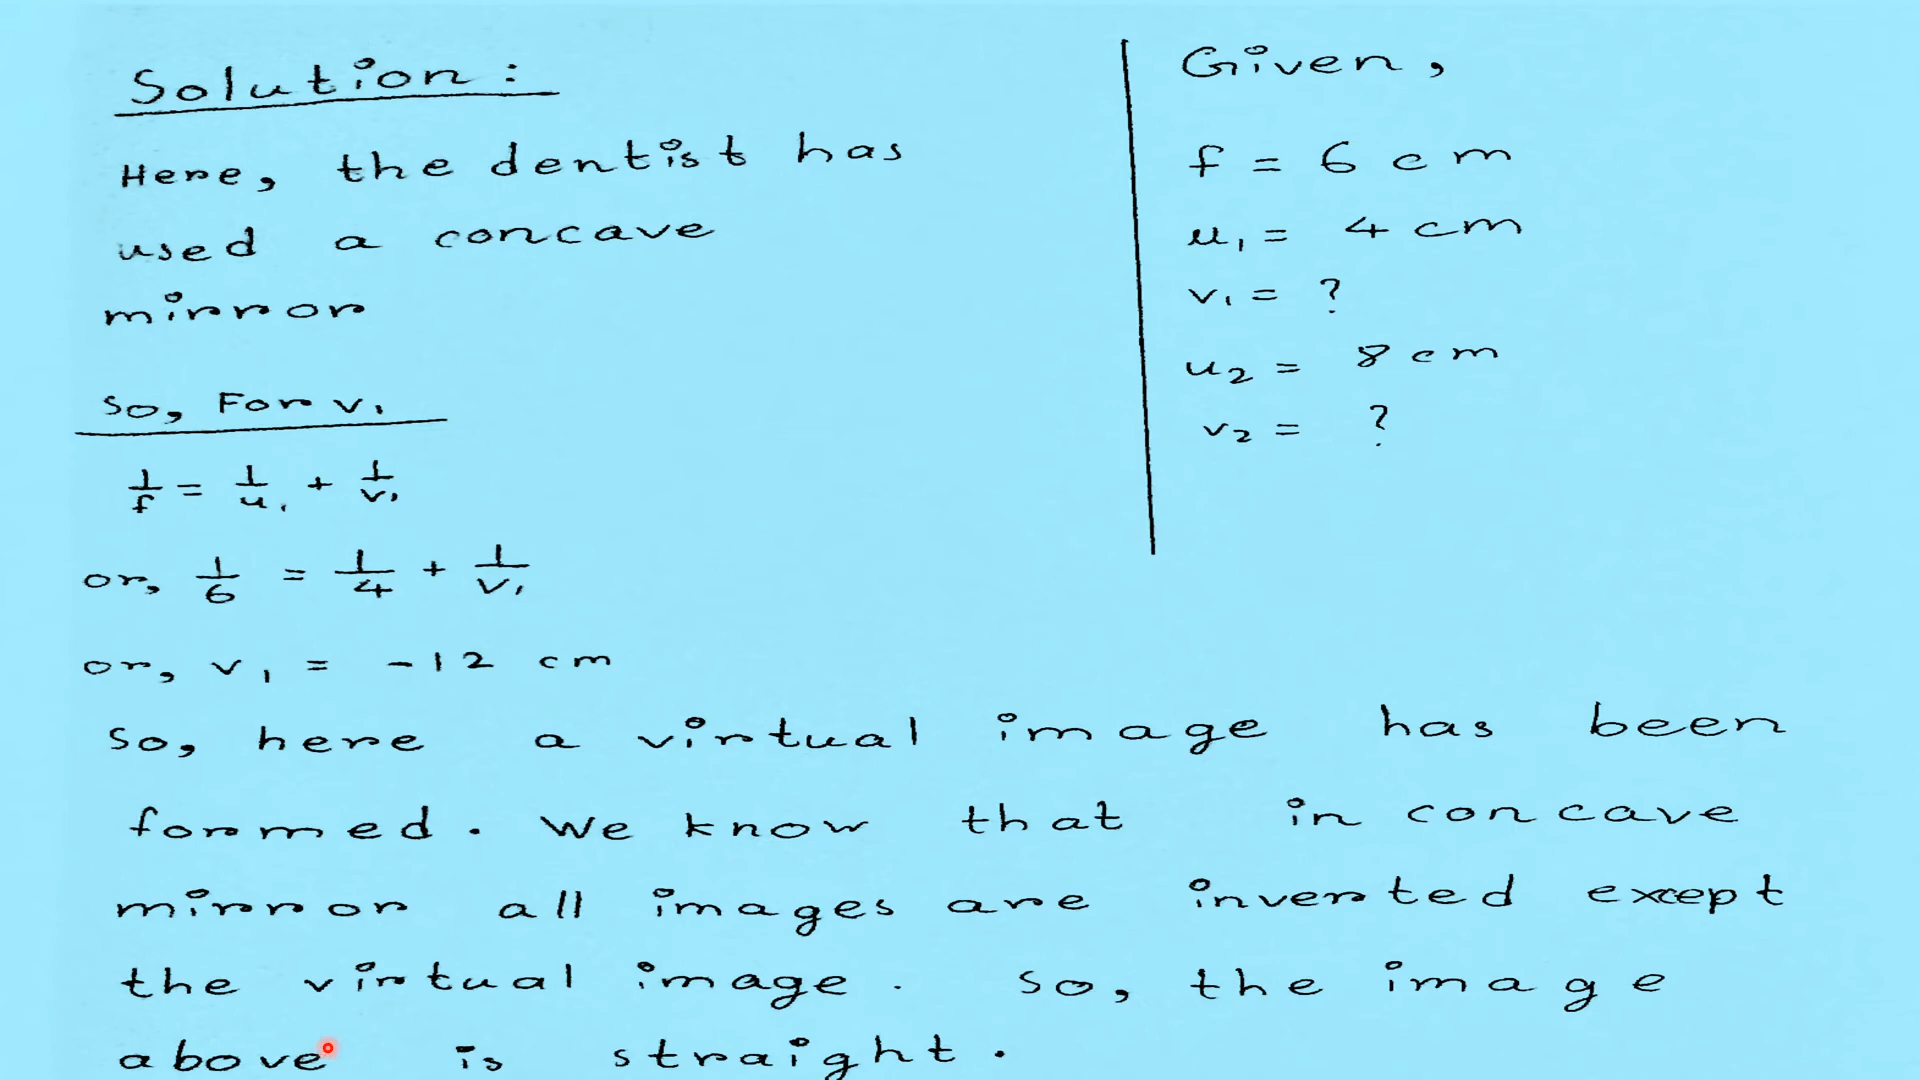 Solution:
Here, the dentist has
used a concave
mirror
So, For v₁
1/f = 1/u₁ + 1/v₁
or, 1/6 = 1/4 + 1/v₁
or, v₁ = -12 cm
So, here a virtual image has been
formed. We know that in concave
mirror all images are inverted except
the virtual image. So, the image
above is straight.
Given,
f = 6 cm
u₁ = 4 cm
v₁ = ?
u₂ = 8 cm
v₂ = ?